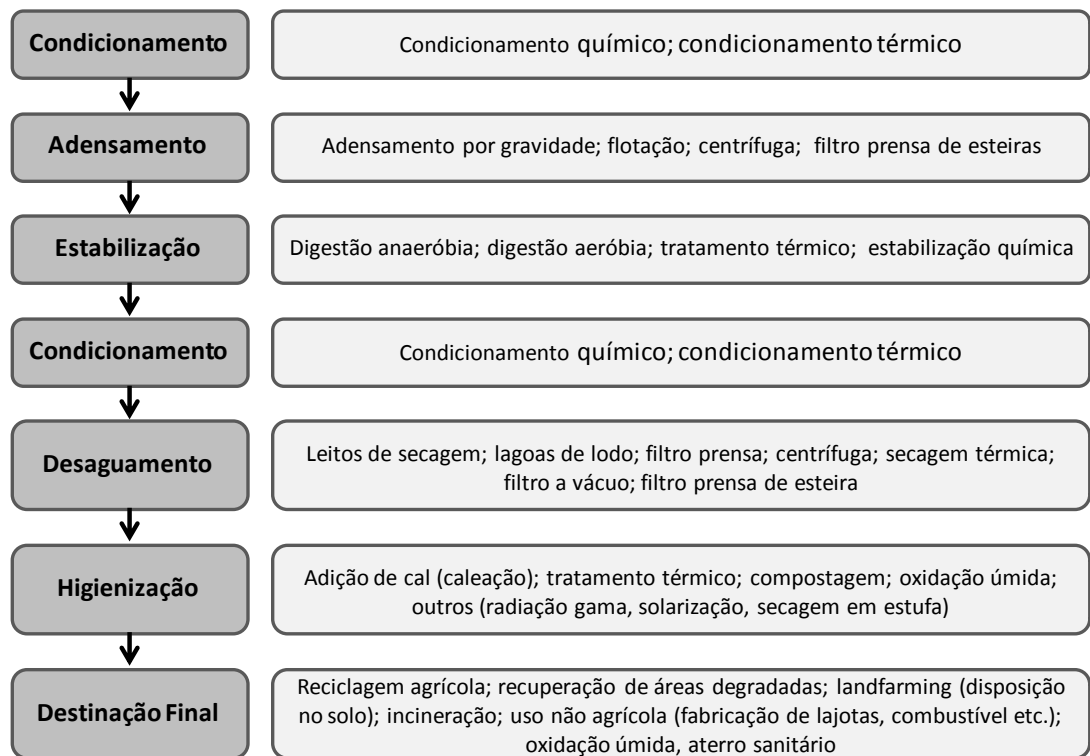 Condicionamento
Condicionamento químico; condicionamento térmico
Adensamento
Adensamento por gravidade; flotação; centrífuga; filtro prensa de esteiras
Estabilização
Digestão anaeróbia; digestão aeróbia; tratamento térmico; estabilização química
Condicionamento
Condicionamento químico; condicionamento térmico
Desaguamento
Leitos de secagem; lagoas de lodo; filtro prensa; centrífuga; secagem térmica;
filtro a vácuo; filtro prensa de esteira
Higienização
Adição de cal (caleação); tratamento térmico; compostagem; oxidação úmida;
outros (radiação gama, solarização, secagem em estufa)
Destinação Final
Reciclagem agrícola; recuperação de áreas degradadas; landfarming (disposição
no solo); incineração; uso não agrícola (fabricação de lajotas, combustível etc.);
oxidação úmida, aterro sanitário